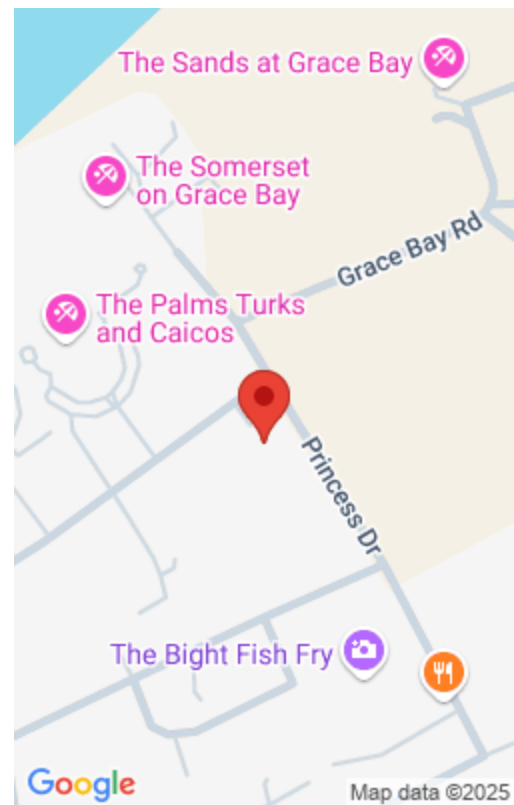 The Sands at Grace Bay
The Somerset
on Grace Bay
Grace Bay Rd
The Palms Turks
and Caicos
Princess Dr
The Bight Fish Fry
Google
Map data ©2025